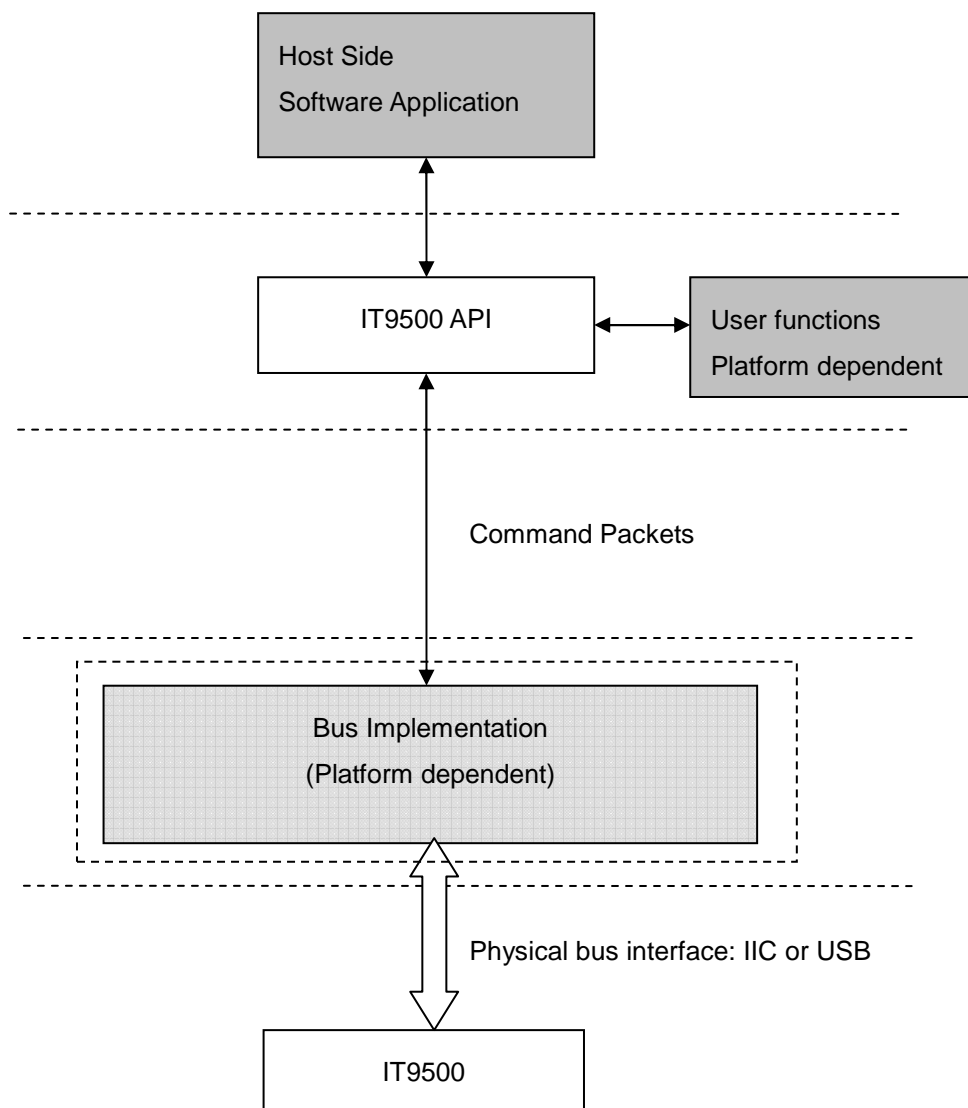 Host Side
Software Application
IT9500 API
User functions
Platform dependent
Command Packets
Bus Implementation
(Platform dependent)
Physical bus interface: IIC or USB
IT9500